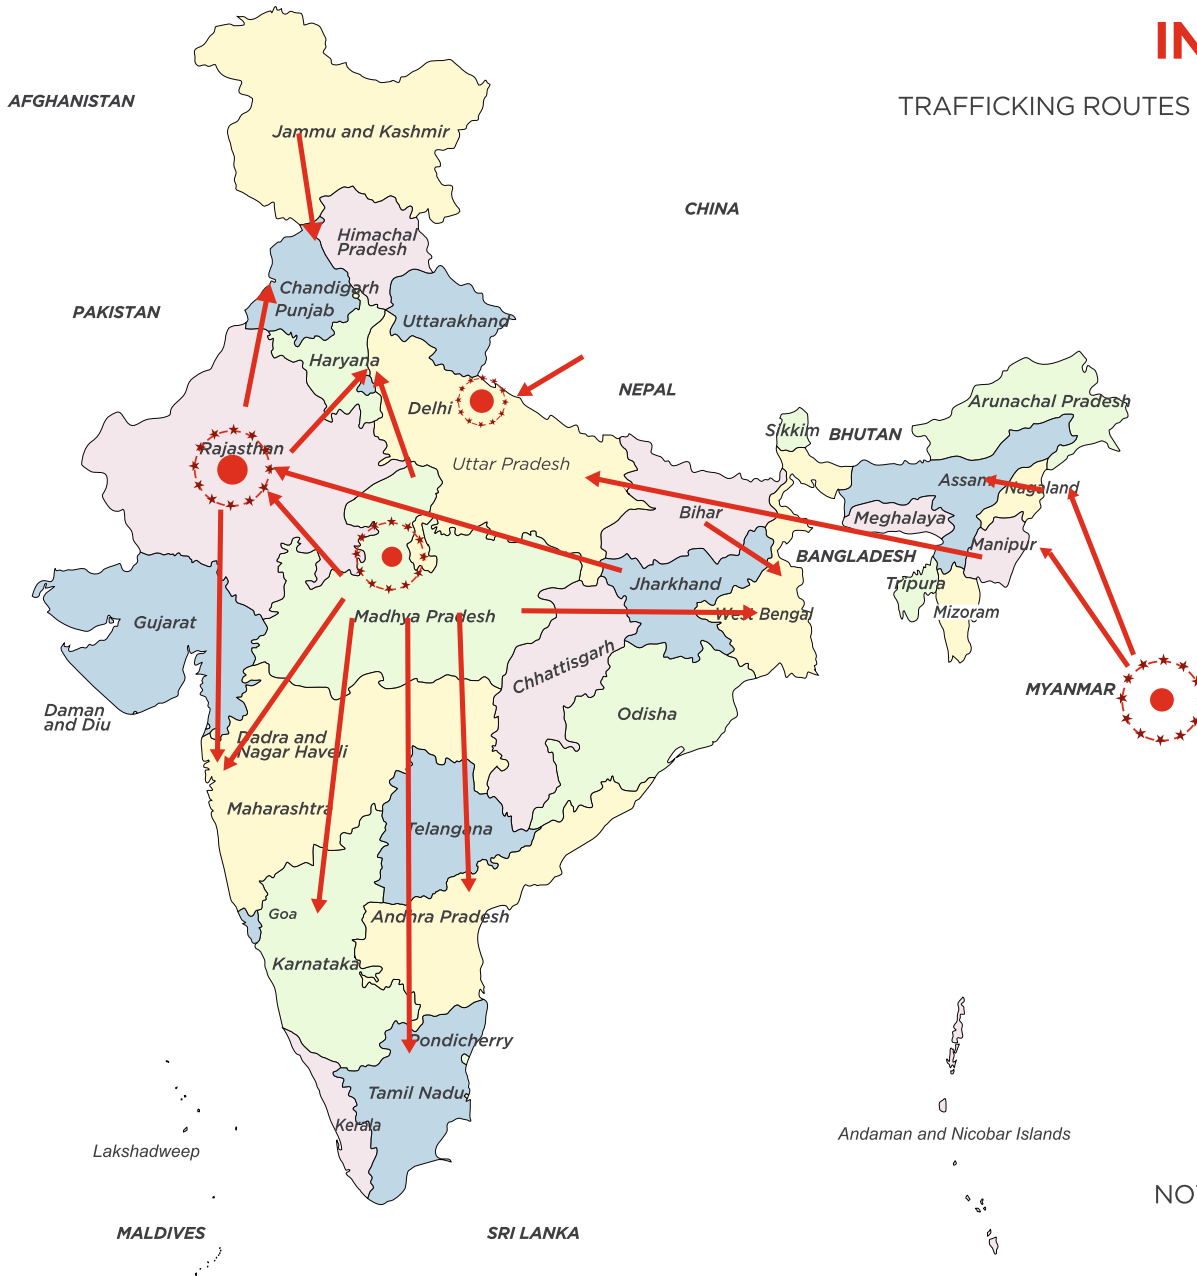 IN
AFGHANISTAN
TRAFFICKING ROUTES
Jammu and Kashmir
CHINA
Himachal
Pradesh
Chandigarh
PAKISTAN
Punjab
Uttarakhand
Haryana
NEPAL
Delhi
Arunachal Pradesh
Sikkim
BHUTAN
Rajasthan
Uttar Pradesh
Assam
Nagaland
Bihar
Meghalaya
Manipur
BANGLADESH
Jharkhand
Tripura
Madhya Pradesh
West Bengal
Mizoram
Gujarat
Chhattisgarh
MYANMAR
Daman
and Diu
Odisha
Dadra and
Nagar Haveli
Maharashtra
Telangana
Goa
Andhra Pradesh
Karnataka
Pondicherry
Tamil Nadu
Kerala
Andaman and Nicobar Islands
Lakshadweep
NOT
MALDIVES
SRI LANKA